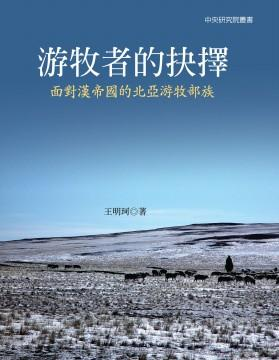 中央研究院叢書
游牧者的抉擇
面對漢帝國的北亞游牧部族
王明珂◎著